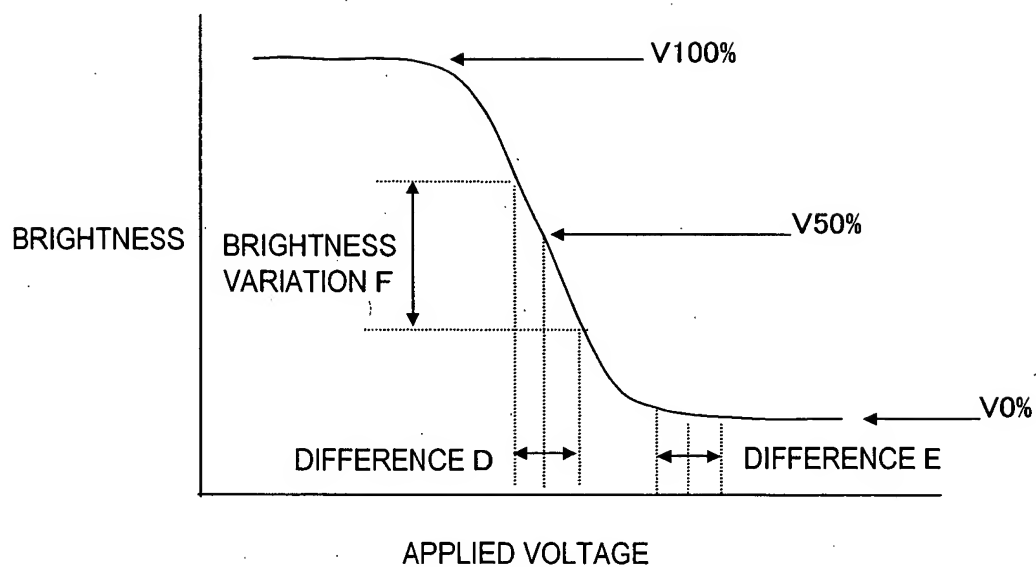 V100%
V50%
BRIGHTNESS
BRIGHTNESS
VARIATION F
V0%
DIFFERENCE D
DIFFERENCE E
APPLIED VOLTAGE